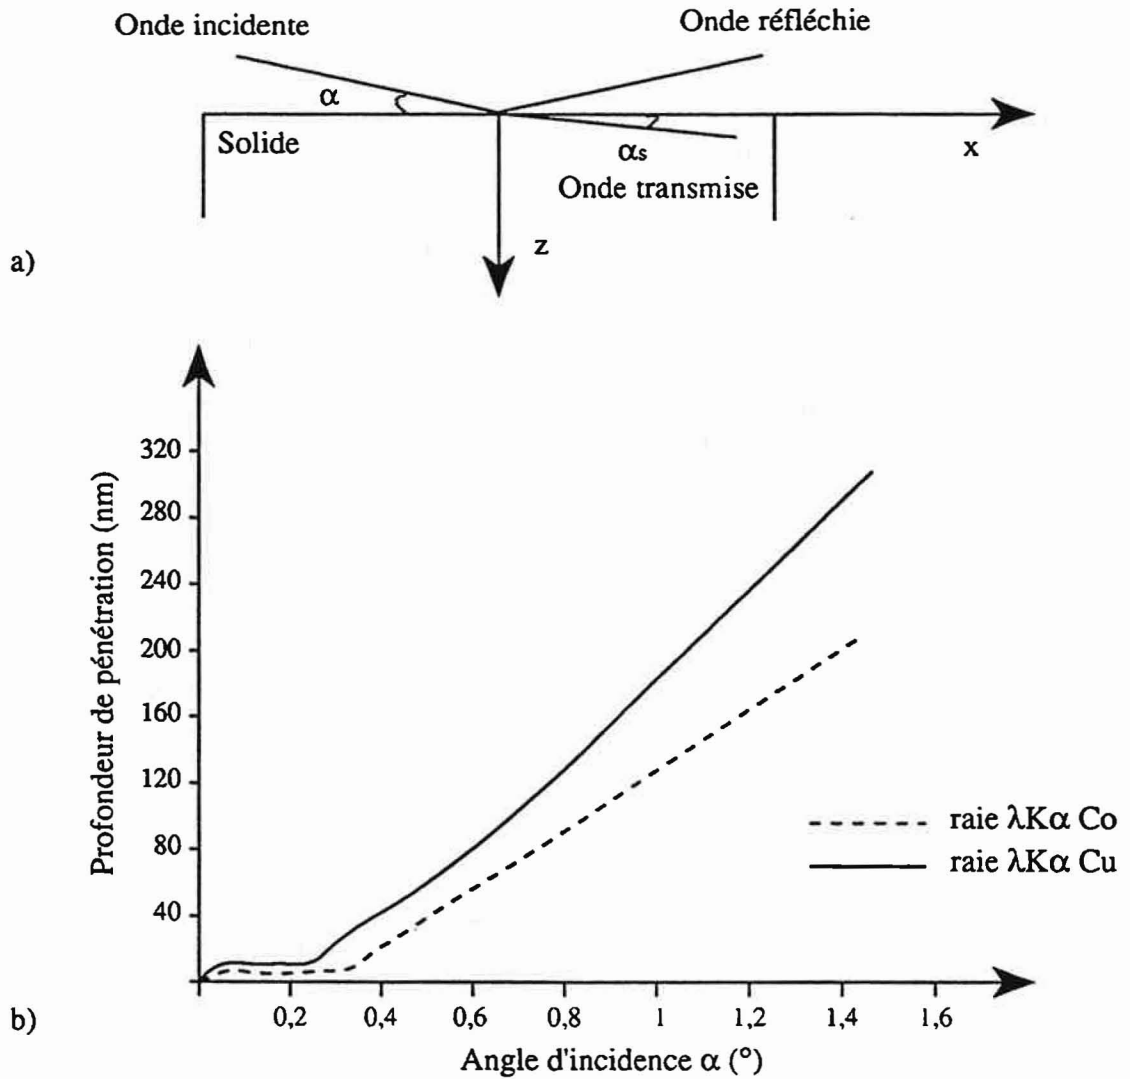 Onde incidente
Onde réfléchie
α
Solide
αs
x
Onde transmise
z
a)
Profondeur de pénétration (nm)
320
280
240
200
160
120
80
40
raie λKα Co
raie λKα Cu
0,2 0,4 0,6 0,8 1 1,2 1,4 1,6
b)
Angle d'incidence α (°)